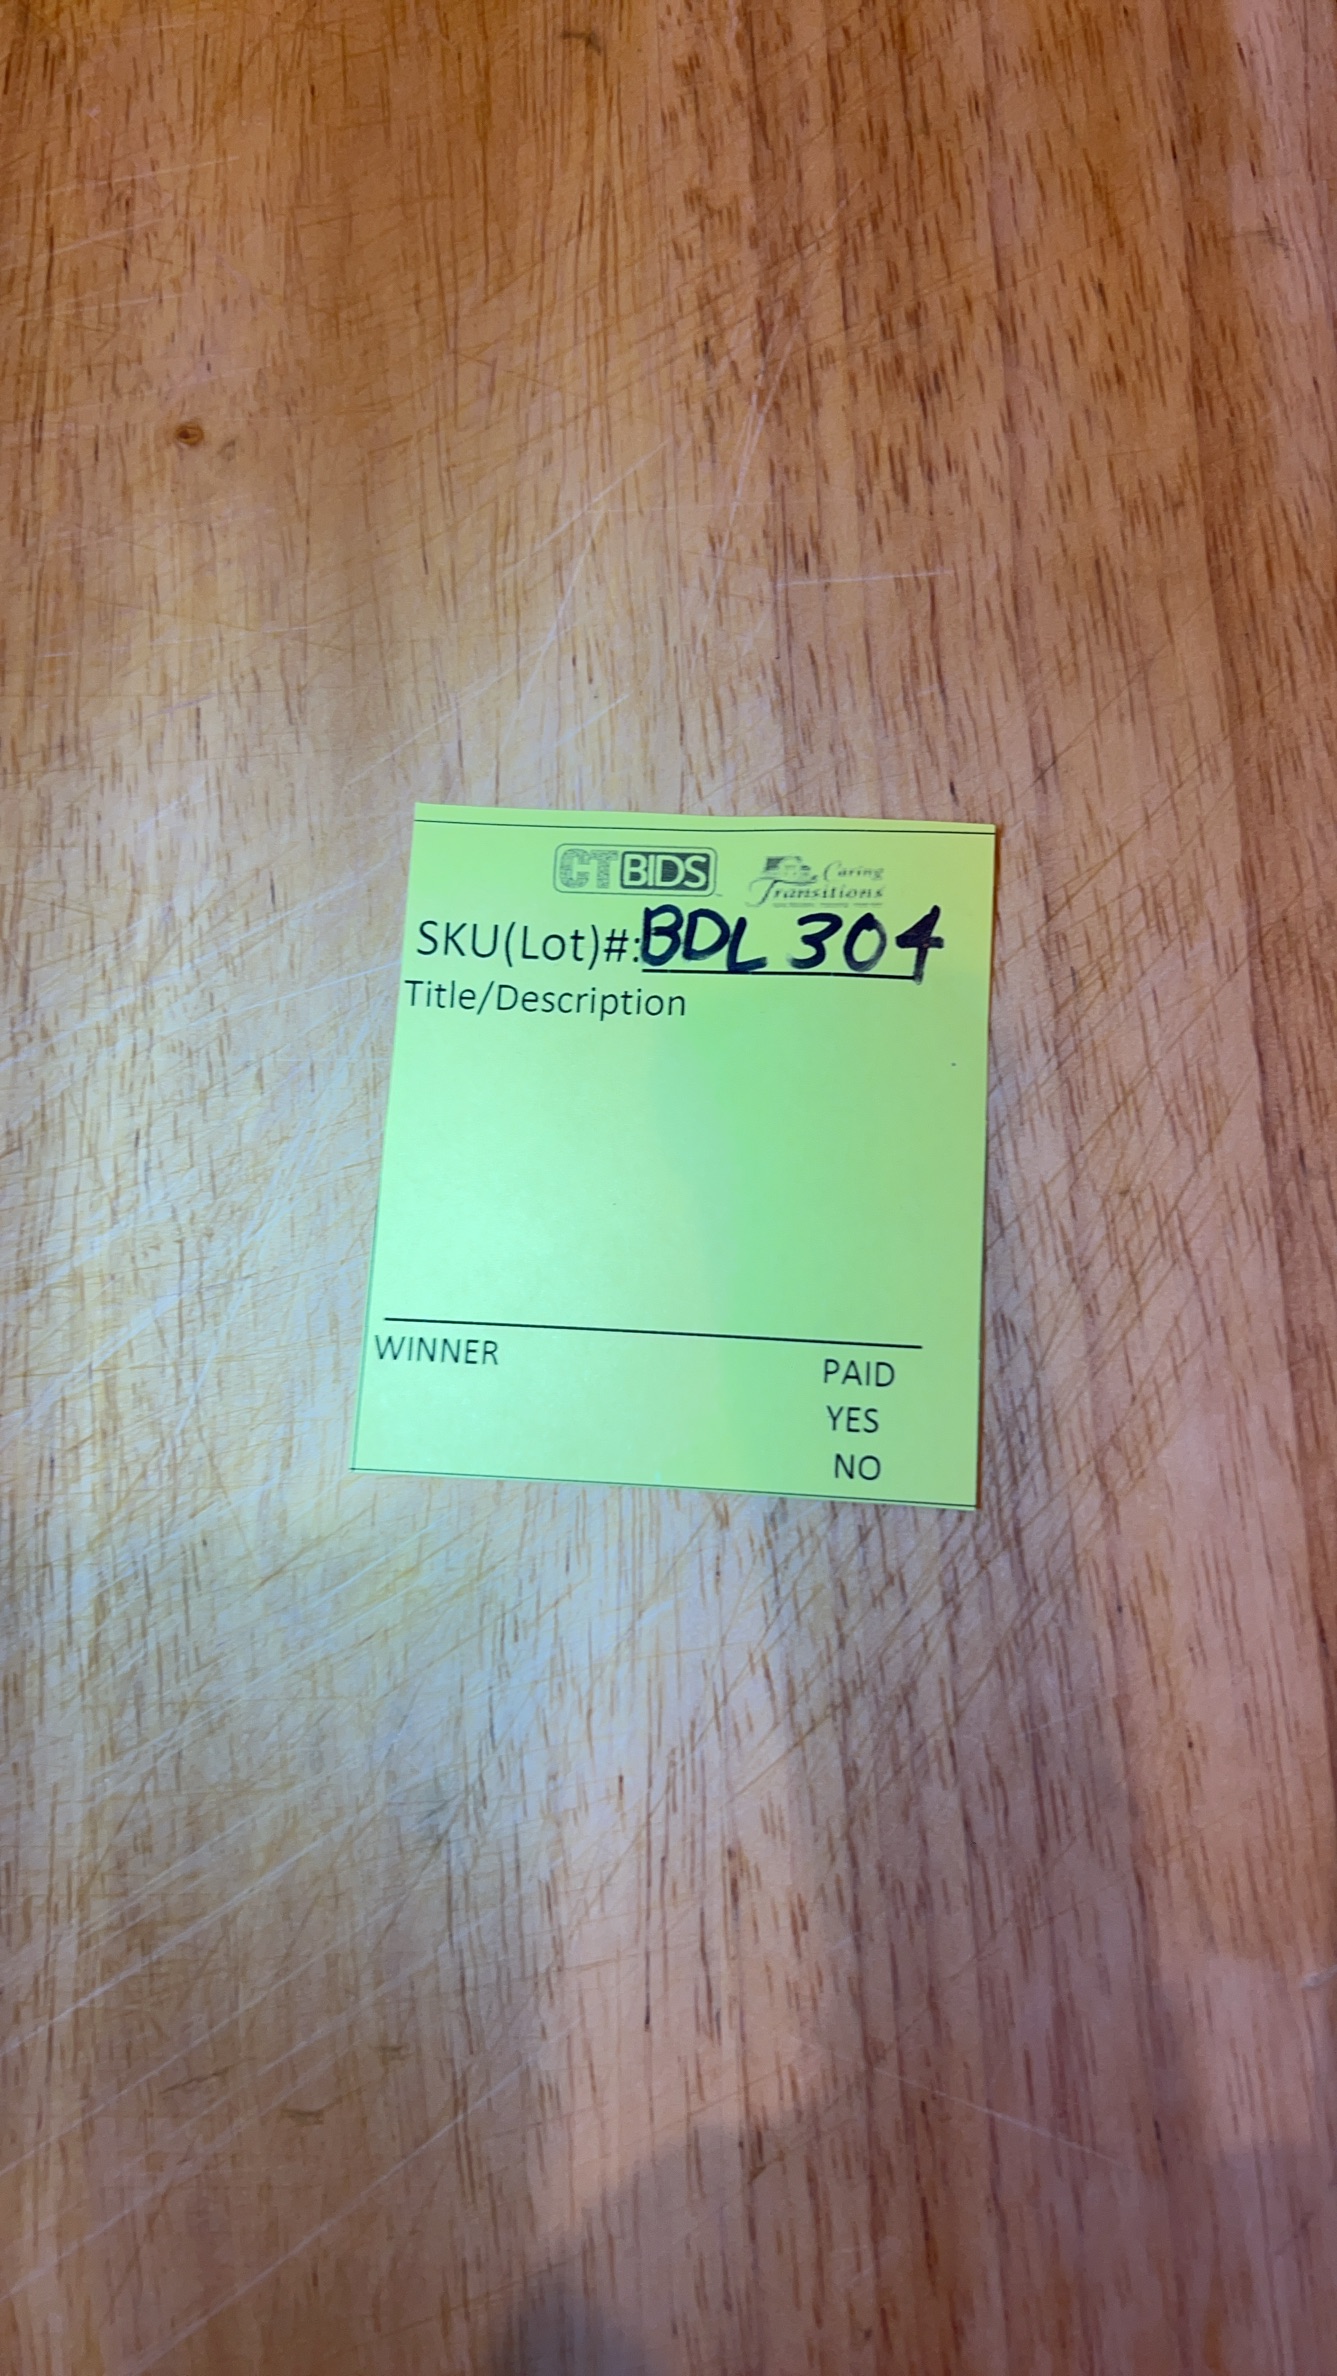 CTBIDS
Caring
Transitions
SKU(Lot)#: BDL 304
Title/Description
WINNER
PAID
YES
NO